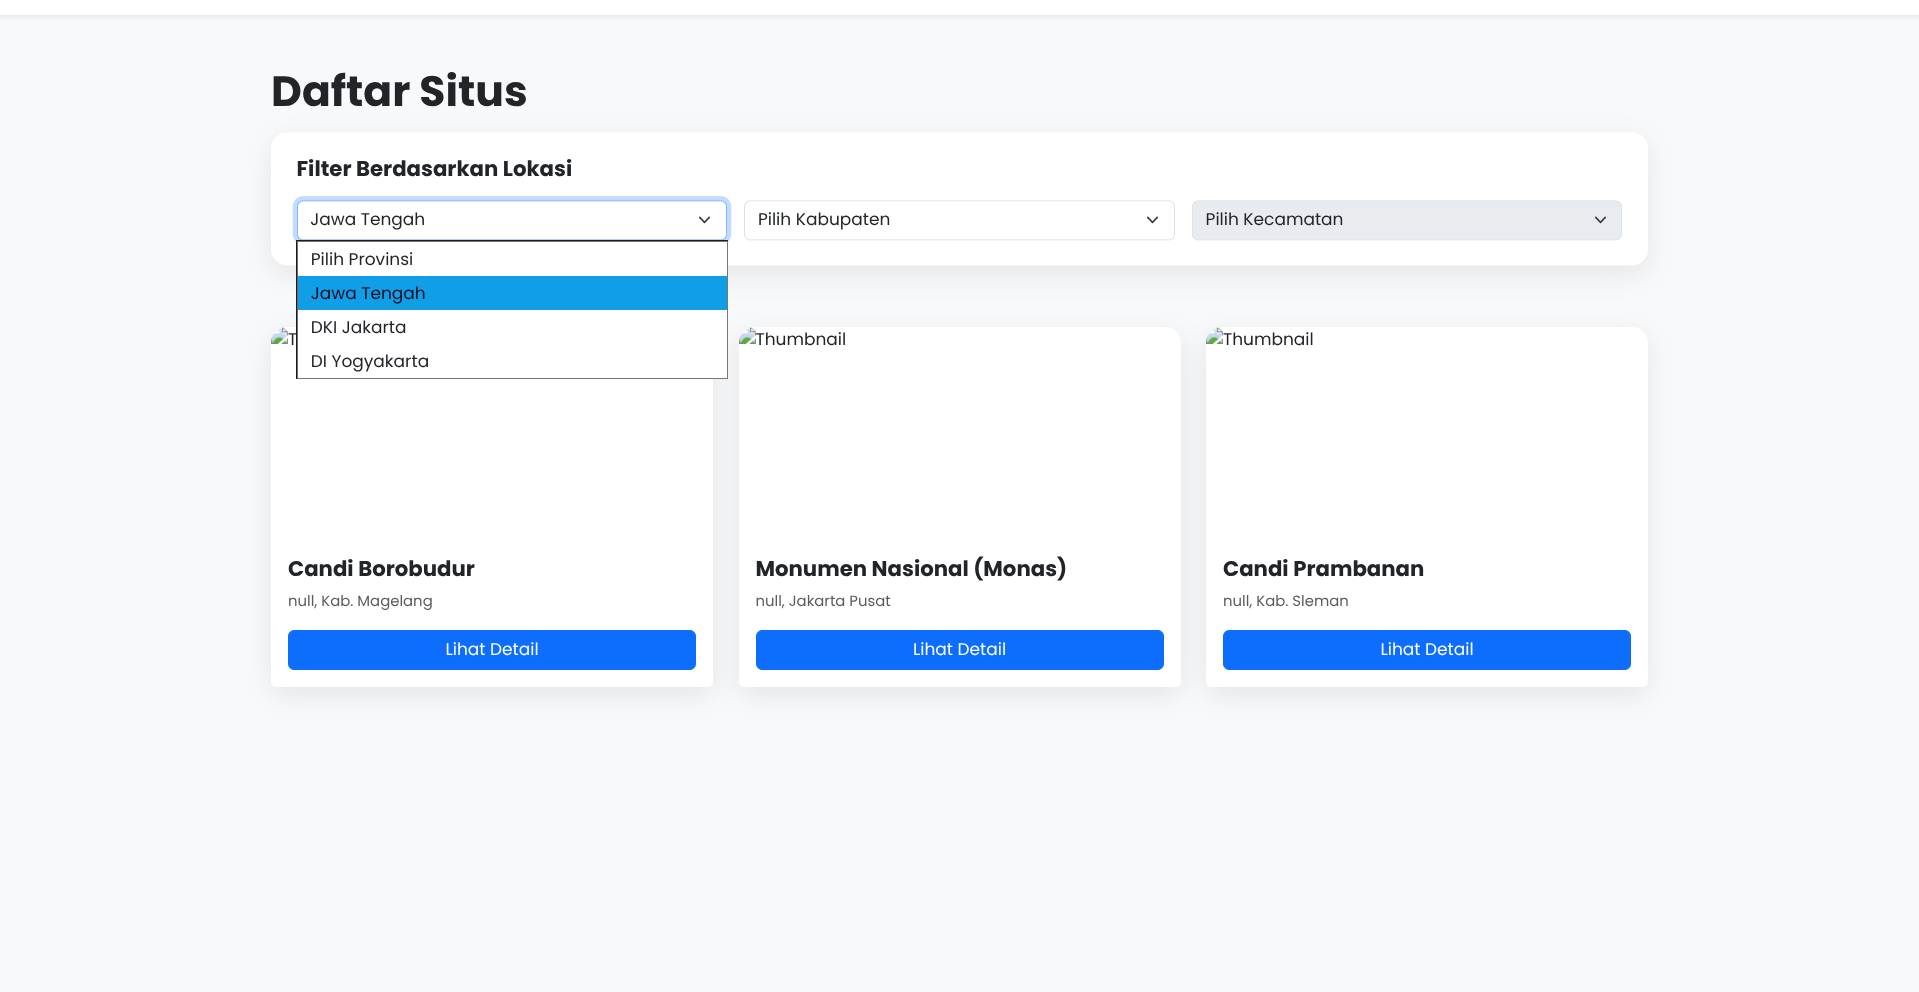 Daftar Situs
Filter Berdasarkan Lokasi
Jawa Tengah
Pilih Kabupaten
Pilih Kecamatan
Pilih Provinsi
Jawa Tengah
DKI Jakarta
DI Yogyakarta
Thumbnail
Thumbnail
Candi Borobudur
null, Kab. Magelang
Lihat Detail
Monumen Nasional (Monas)
null, Jakarta Pusat
Lihat Detail
Candi Prambanan
null, Kab. Sleman
Lihat Detail